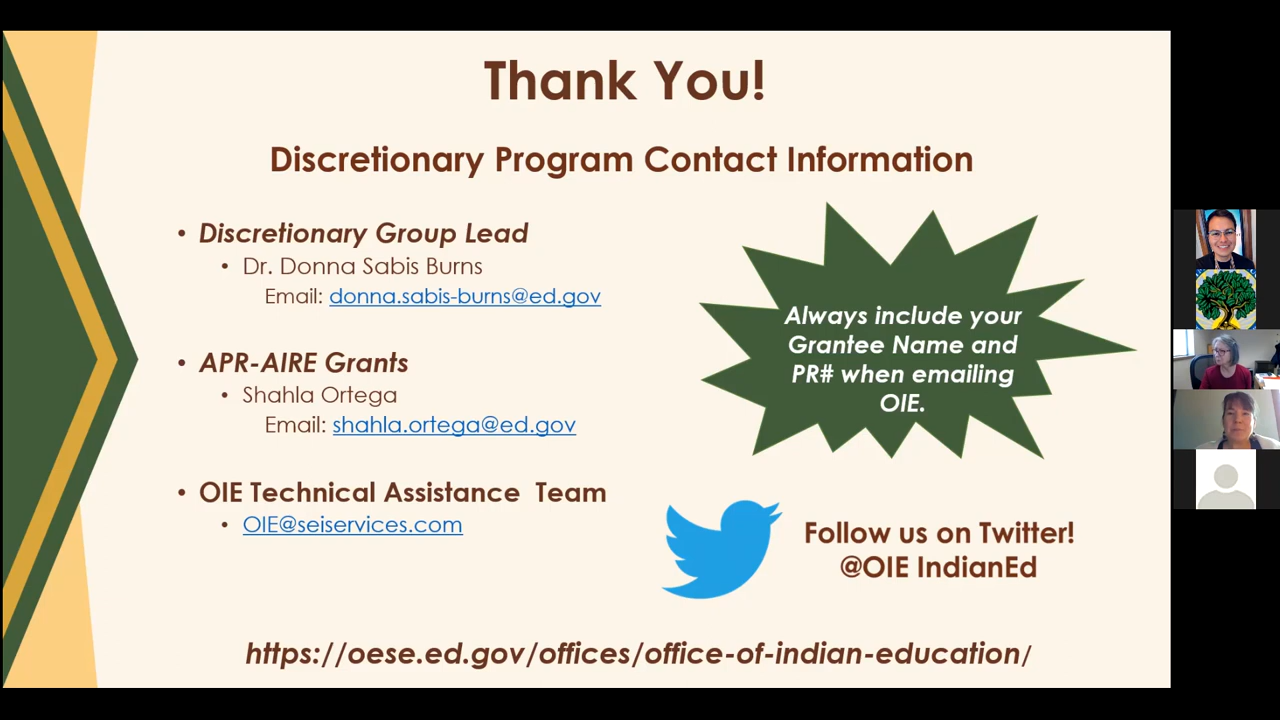 Thank You!
Discretionary Program Contact Information
• Discretionary Group Lead
• Dr. Donna Sabis Burns
Email: donna.sabis-burns@ed.gov
• APR-AIRE Grants
• Shahla Ortega
Email: shahla.ortega@ed.gov
• OIE Technical Assistance Team
• OIE@seiservices.com
Always include your
Grantee Name and
PR# when emailing
OIE.
Follow us on Twitter!
@OIE IndianEd
https://oese.ed.gov/offices/office-of-indian-education/